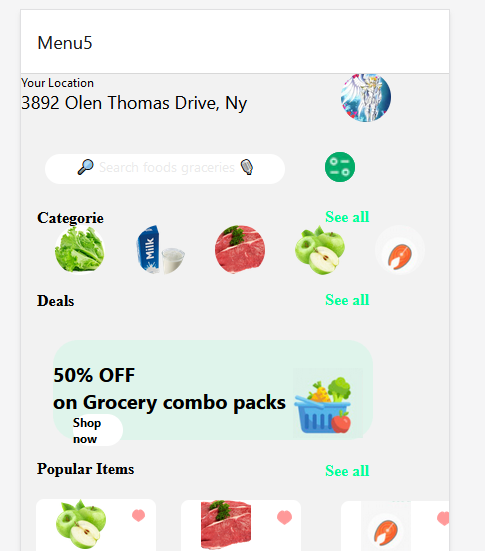 Menu5
Your Location
3892 Olen Thomas Drive, Ny
Search foods graceries
Categorie
See all
Milk
Deals
See all
50% OFF
on Grocery combo packs
Shop
now
Popular Items
See all